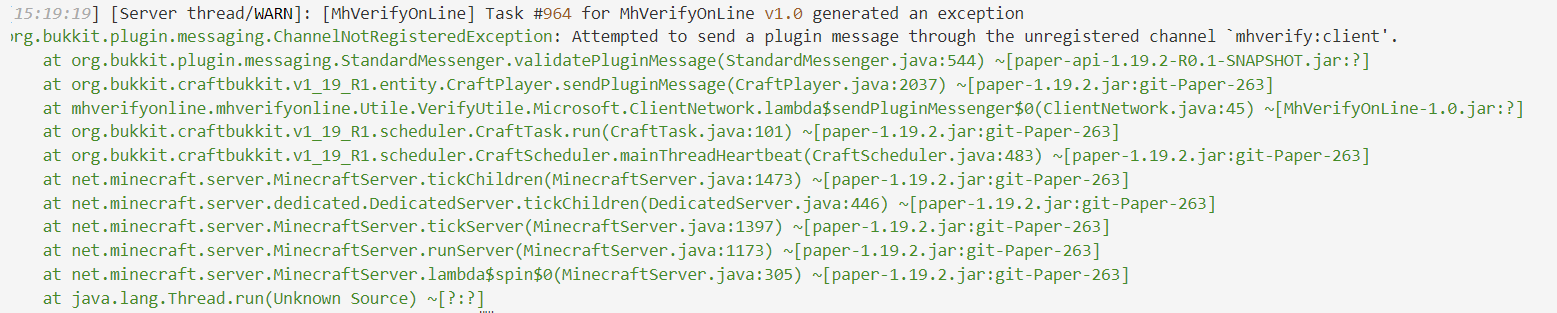 15:19:19] [Server thread/WARN]: [MhVerifyOnLine] Task #964 for MhVerifyOnLine v1.0 generated an exception
org.bukkit.plugin.messaging.ChannelNotRegisteredException: Attempted to send a plugin message through the unregistered channel `mhverify:client'.
at org.bukkit.plugin.messaging.StandardMessenger.validatePluginMessage(StandardMessenger.java:544) ~[paper-api-1.19.2-R0.1-SNAPSHOT.jar:?]
at org.bukkit.craftbukkit.v1_19_R1.entity.CraftPlayer.sendPluginMessage(CraftPlayer.java:2037) ~[paper-1.19.2.jar:git-Paper-263]
at mhverifyonline.mhverifyonline.Utile.VerifyUtile.Microsoft.ClientNetwork.lambda$sendPluginMessenger$0(ClientNetwork.java:45) ~[MhVerifyOnLine-1.0.jar:?]
at org.bukkit.craftbukkit.v1_19_R1.scheduler.CraftTask.run(CraftTask.java:101) ~[paper-1.19.2.jar:git-Paper-263]
at org.bukkit.craftbukkit.v1_19_R1.scheduler.CraftScheduler.mainThreadHeartbeat(CraftScheduler.java:483) ~[paper-1.19.2.jar:git-Paper-263]
at net.minecraft.server.MinecraftServer.tickChildren(MinecraftServer.java:1473) ~[paper-1.19.2.jar:git-Paper-263]
at net.minecraft.server.dedicated.DedicatedServer.tickChildren(DedicatedServer.java:446) ~[paper-1.19.2.jar:git-Paper-263]
at net.minecraft.server.MinecraftServer.tickServer(MinecraftServer.java:1397) ~[paper-1.19.2.jar:git-Paper-263]
at net.minecraft.server.MinecraftServer.runServer(MinecraftServer.java:1173) ~[paper-1.19.2.jar:git-Paper-263]
at net.minecraft.server.MinecraftServer.lambda$spin$0(MinecraftServer.java:305) ~[paper-1.19.2.jar:git-Paper-263]
at java.lang.Thread.run(Unknown Source) ~[?:?]